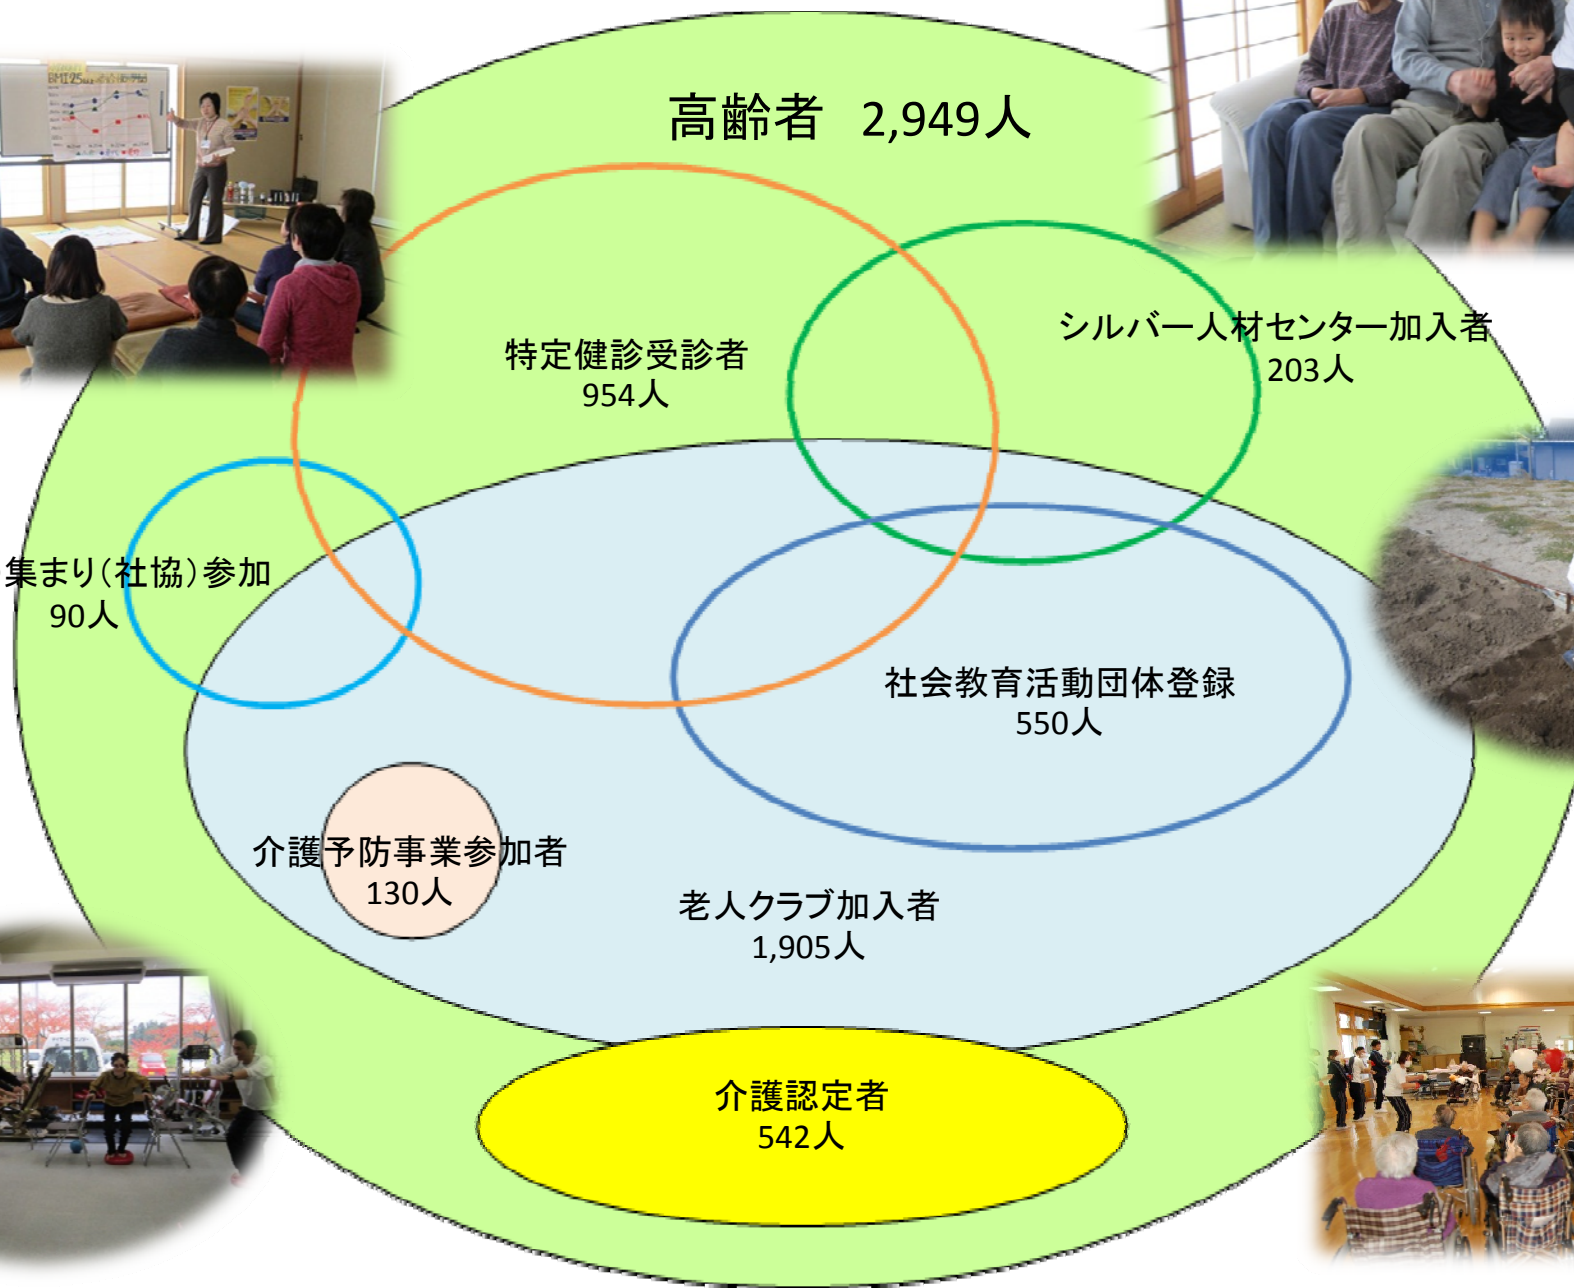 BMI25
高齢者 2,949人
シルバー人材センター加入者
203人
特定健診受診者
954人
集まり(社協)参加
90人
社会教育活動団体登録
550人
介護予防事業参加者
130人
老人クラブ加入者
1,905人
介護認定者
542人